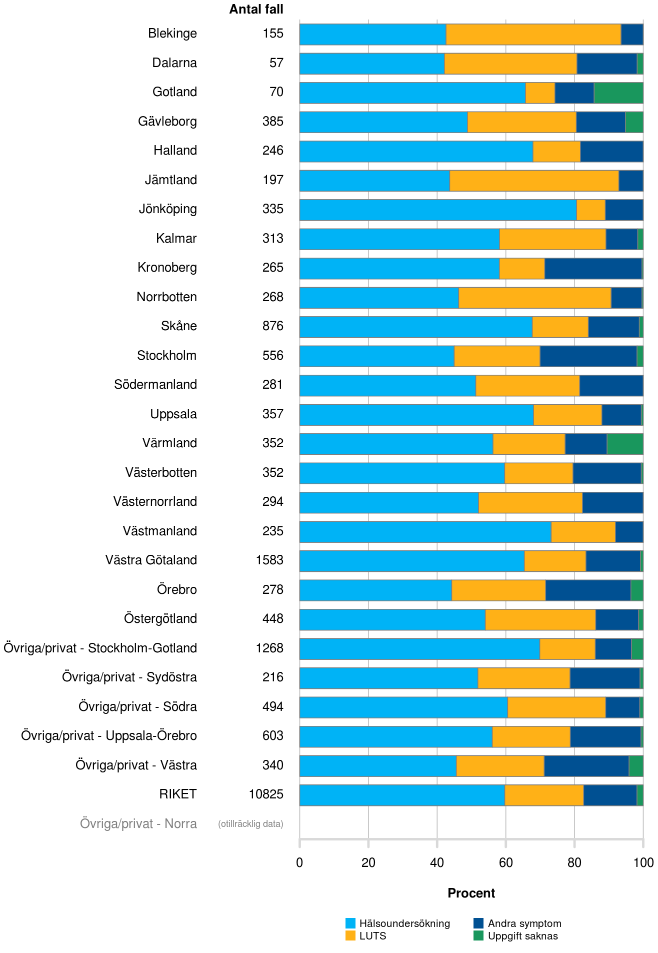 Antal fall
Blekinge 155
Dalarna 57
Gotland 70
Gävleborg 385
Halland 246
Jämtland 197
Jönköping 335
Kalmar 313
Kronoberg 265
Norrbotten 268
Skåne 876
Stockholm 556
Södermanland 281
Uppsala 357
Värmland 352
Västerbotten 352
Västernorrland 294
Västmanland 235
Västra Götaland 1583
Örebro 278
Östergötland 448
Övriga/privat - Stockholm-Gotland 1268
Övriga/privat - Sydöstra 216
Övriga/privat - Södra 494
Övriga/privat - Uppsala-Örebro 603
Övriga/privat - Västra 340
RIKET 10825
Övriga/privat - Norra (otillräcklig data)
0 20 40 60 80 100
Procent
Hälsoundersökning Andra symptom
LUTS Uppgift saknas